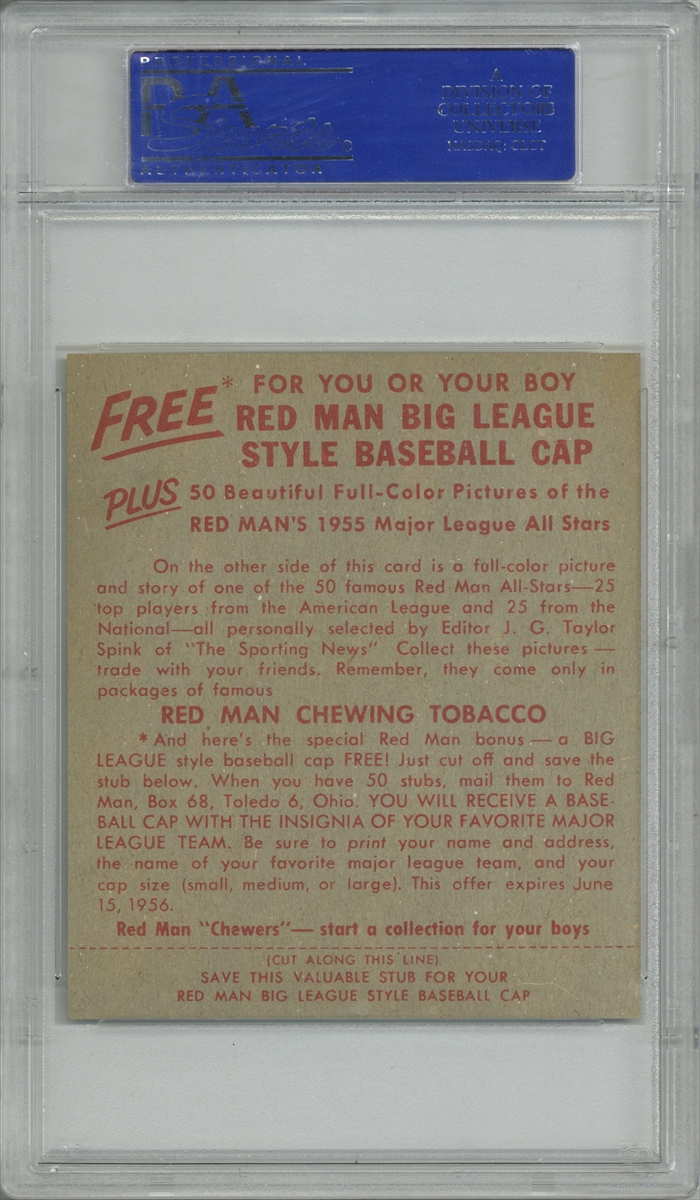 PROFESSIONAL
PSA
AUTHENTICATOR
A
DIVISION OF
COLLECTORS
UNIVERSE
NASDAQ: CLCT
FREE* FOR YOU OR YOUR BOY
RED MAN BIG LEAGUE
STYLE BASEBALL CAP
PLUS 50 Beautiful Full-Color Pictures of the
RED MAN'S 1955 Major League All Stars
On the other side of this card is a full-color picture
and story of one of the 50 famous Red Man All-Stars—25
top players from the American League and 25 from the
National—all personally selected by Editor J. G. Taylor
Spink of "The Sporting News" Collect these pictures —
trade with your friends. Remember, they come only in
packages of famous
RED MAN CHEWING TOBACCO
* And here's the special Red Man bonus — a BIG
LEAGUE style baseball cap FREE! Just cut off and save the
stub below. When you have 50 stubs, mail them to Red
Man, Box 68, Toledo 6, Ohio. YOU WILL RECEIVE A BASE-
BALL CAP WITH THE INSIGNIA OF YOUR FAVORITE MAJOR
LEAGUE TEAM. Be sure to print your name and address,
the name of your favorite major league team, and your
cap size (small, medium, or large). This offer expires June
15, 1956.
Red Man "Chewers"— start a collection for your boys
(CUT ALONG THIS LINE)
SAVE THIS VALUABLE STUB FOR YOUR
RED MAN BIG LEAGUE STYLE BASEBALL CAP